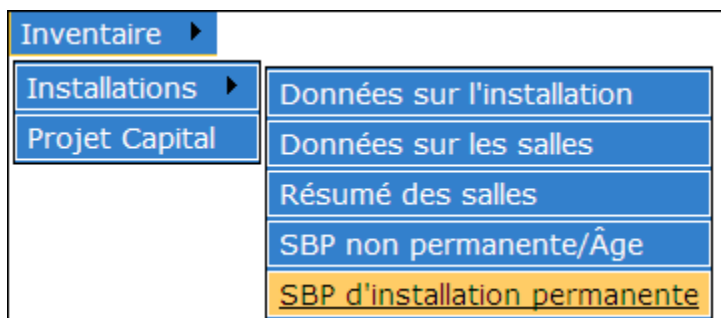 Inventaire
Installations
Projet Capital
Données sur l'installation
Données sur les salles
Résumé des salles
SBP non permanente/Âge
SBP d'installation permanente